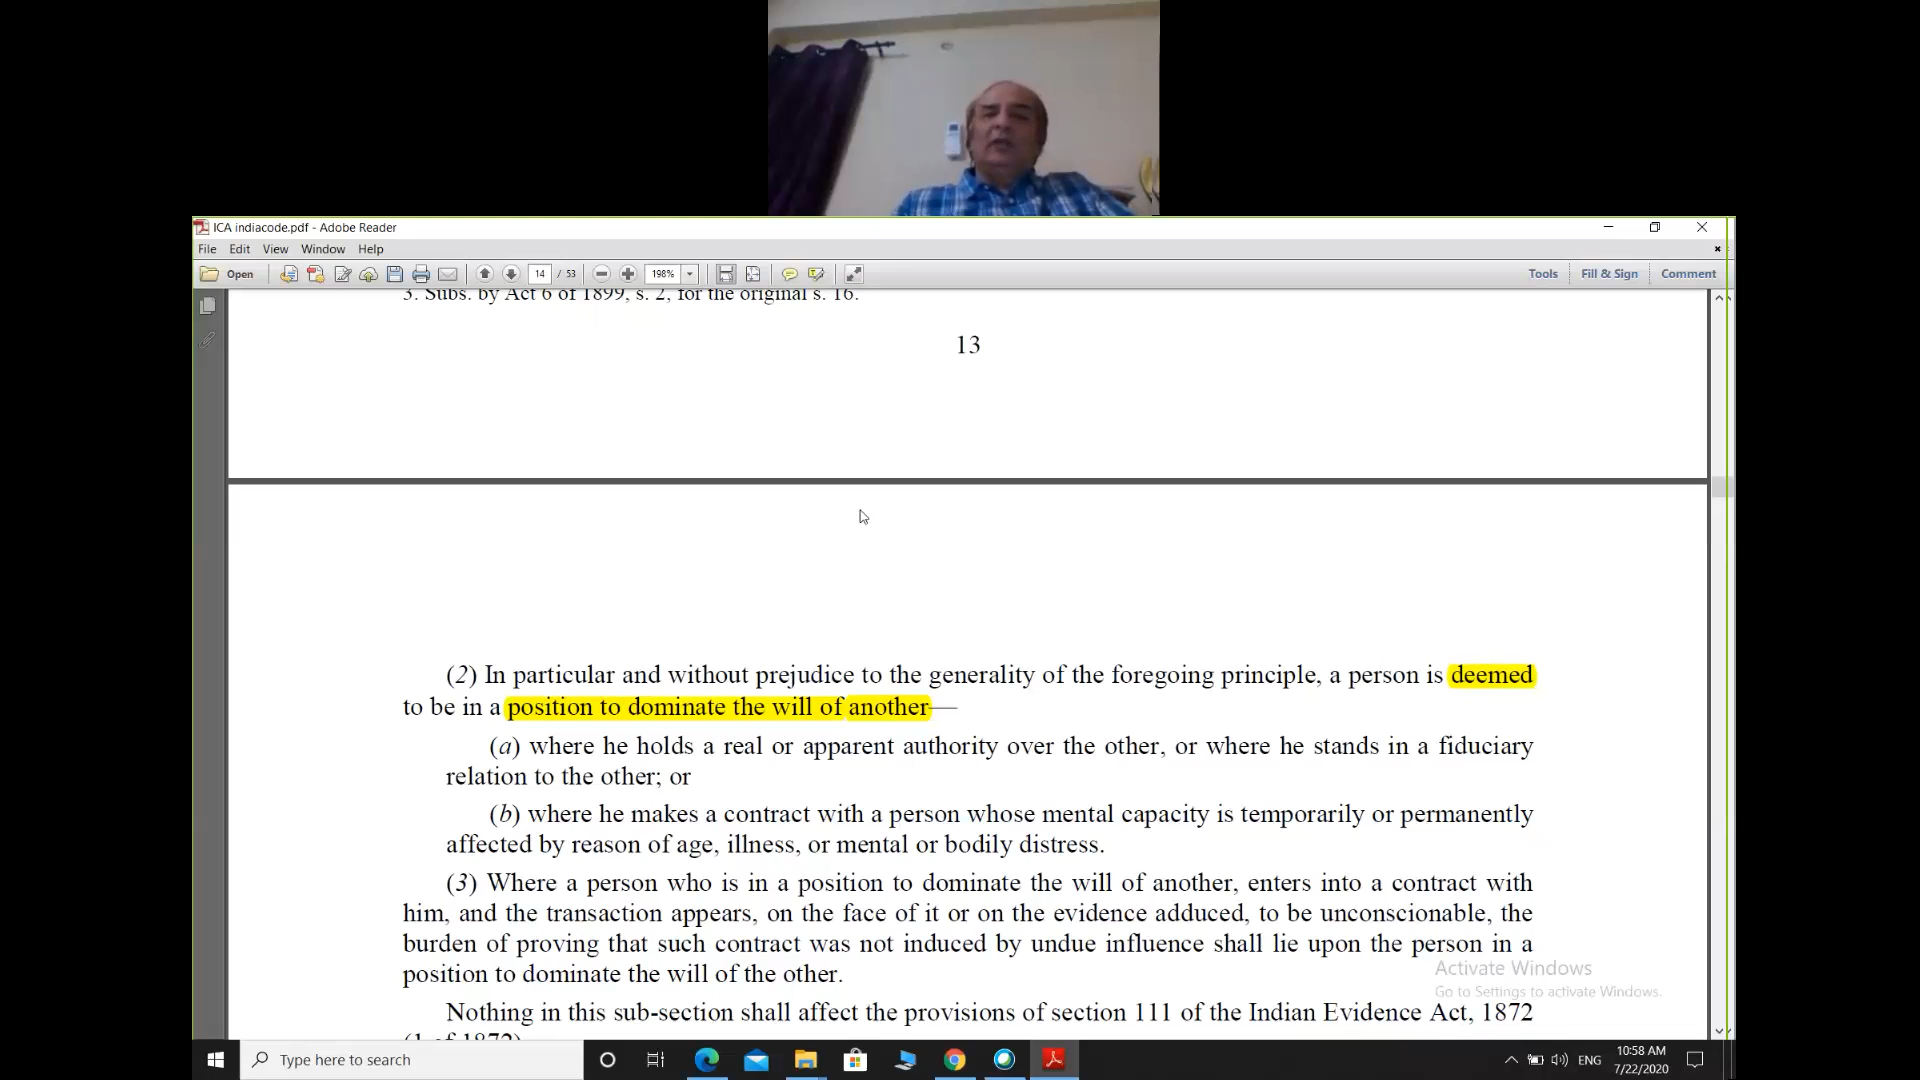 ICA indiacode.pdf - Adobe Reader
File Edit View Window Help
Open 14 / 53 198% Tools Fill & Sign Comment
3. Subs. by Act 6 of 1899, s. 2, for the original s. 16.
13
(2) In particular and without prejudice to the generality of the foregoing principle, a person is deemed
to be in a position to dominate the will of another—
(a) where he holds a real or apparent authority over the other, or where he stands in a fiduciary
relation to the other; or
(b) where he makes a contract with a person whose mental capacity is temporarily or permanently
affected by reason of age, illness, or mental or bodily distress.
(3) Where a person who is in a position to dominate the will of another, enters into a contract with
him, and the transaction appears, on the face of it or on the evidence adduced, to be unconscionable, the
burden of proving that such contract was not induced by undue influence shall lie upon the person in a
position to dominate the will of the other.
Activate Windows
Go to Settings to activate Windows.
Nothing in this sub-section shall affect the provisions of section 111 of the Indian Evidence Act, 1872
(1 of 1872)
Type here to search
ENG
10:58 AM
7/22/2020